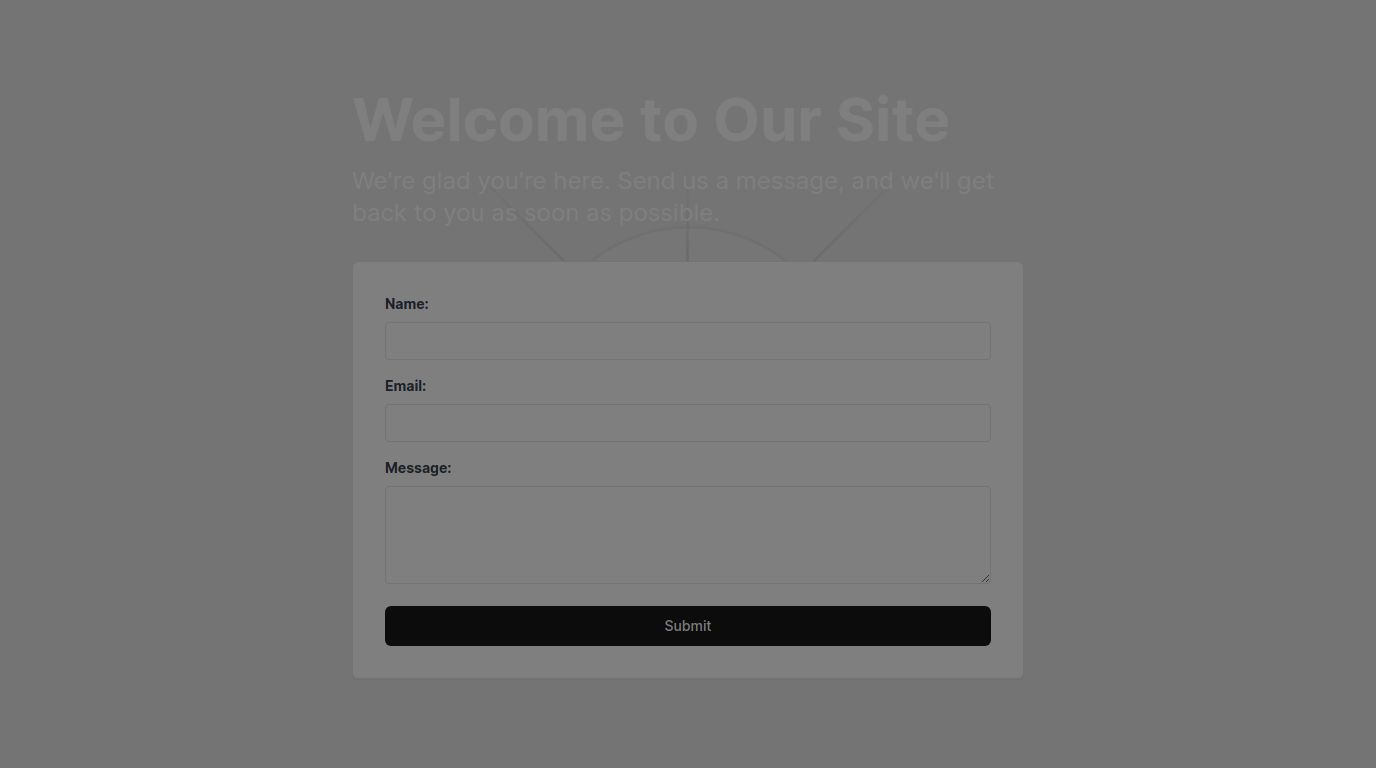 Welcome to Our Site
We're glad you're here. Send us a message, and we'll get
back to you as soon as possible.
Name:
Email:
Message:
Submit